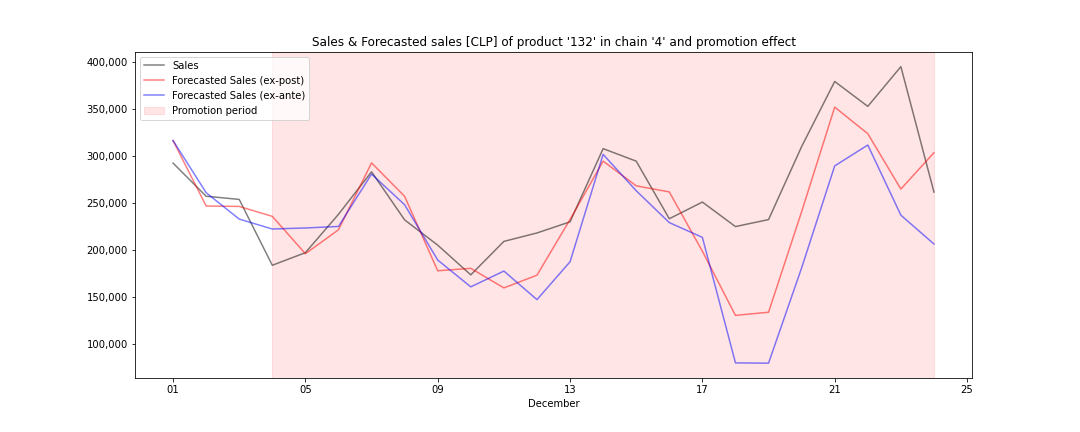 Sales & Forecasted sales [CLP] of product '132' in chain '4' and promotion effect
Sales
Forecasted Sales (ex-post)
Forecasted Sales (ex-ante)
Promotion period
400,000
350,000
300,000
250,000
200,000
150,000
100,000
01 05 09 13 17 21 25
December